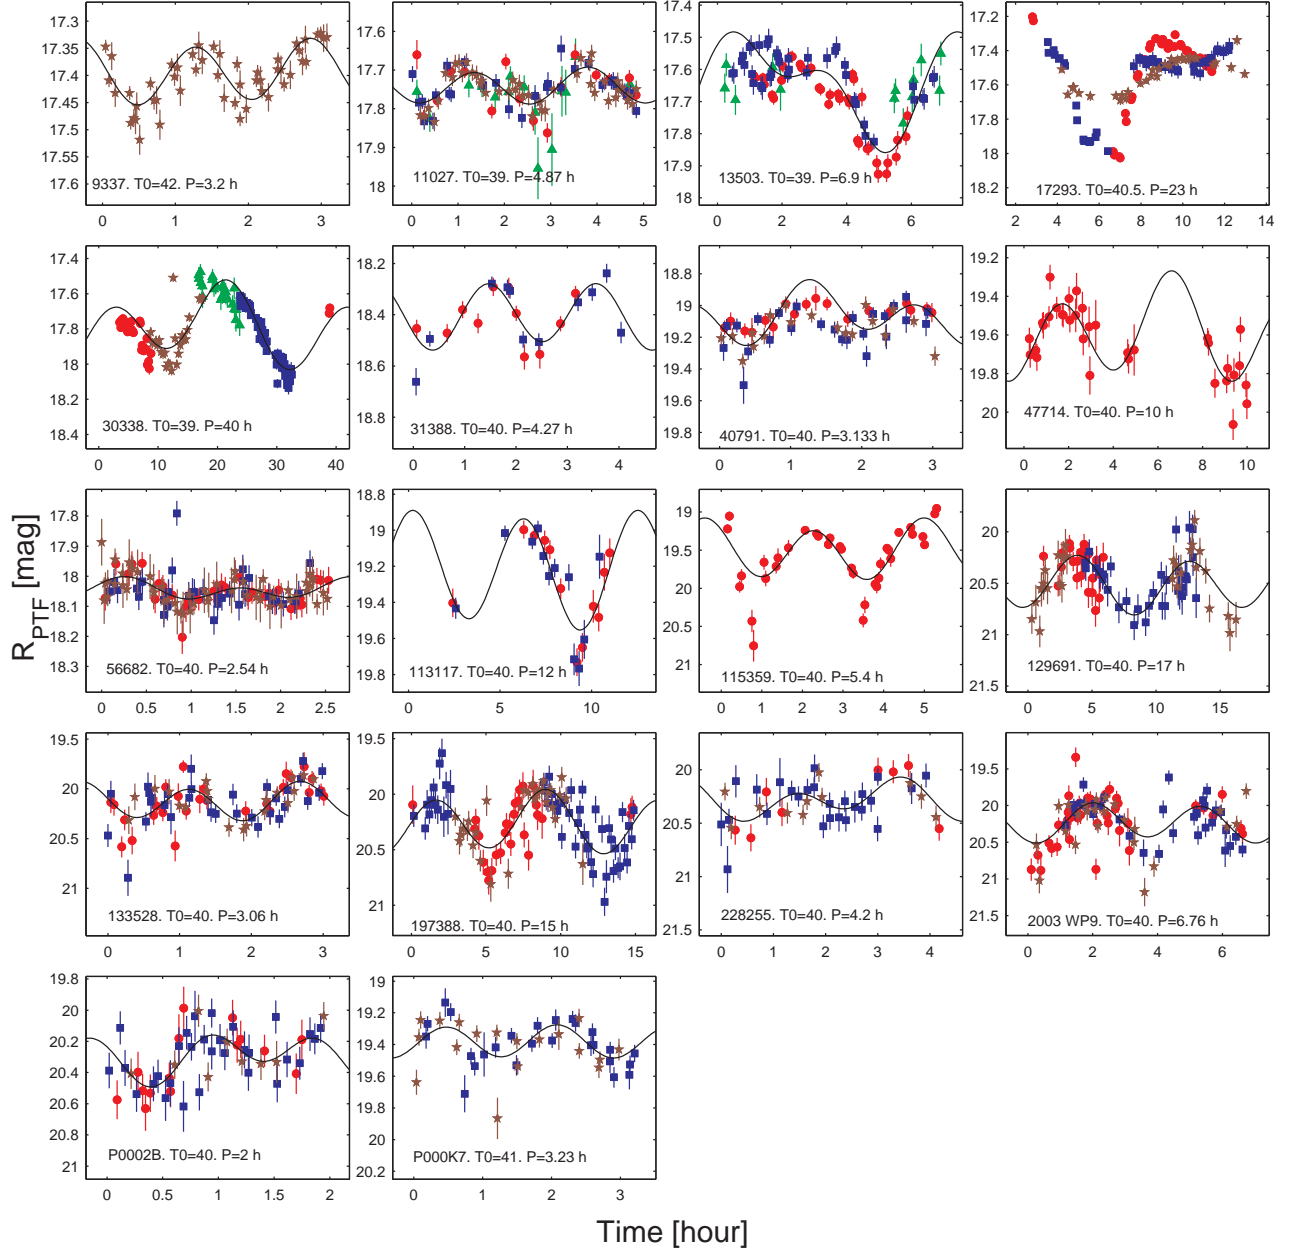 17.3
17.35
17.4
17.45
17.5
17.55
17.6
9337. T0=42. P=3.2 h
0 1 2 3
17.6
17.7
17.8
17.9
18
11027. T0=39. P=4.87 h
0 1 2 3 4 5
17.5
17.6
17.7
17.8
17.9
18
13503. T0=39. P=6.9 h
0 2 4 6
17.2
17.4
17.6
17.8
18
18.2
17293. T0=40.5. P=23 h
2 4 6 8 10 12 14
17.4
17.6
17.8
18
18.2
18.4
30338. T0=39. P=40 h
0 10 20 30 40
18.2
18.4
18.6
18.8
31388. T0=40. P=4.27 h
0 1 2 3 4
18.8
19
19.2
19.4
19.6
19.8
40791. T0=40. P=3.133 h
0 1 2 3
19.2
19.4
19.6
19.8
20
47714. T0=40. P=10 h
0 2 4 6 8 10
R_PTF [mag]
17.8
17.9
18
18.1
18.2
18.3
56682. T0=40. P=2.54 h
0 0.5 1 1.5 2 2.5
18.8
19
19.2
19.4
19.6
19.8
113117. T0=40. P=12 h
5 10
19
19.5
20
20.5
21
115359. T0=40. P=5.4 h
0 1 2 3 4 5
20
20.5
21
21.5
129691. T0=40. P=17 h
0 5 10 15
19.5
20
20.5
21
133528. T0=40. P=3.06 h
0 1 2 3
19.5
20
20.5
21
197388. T0=40. P=15 h
0 5 10 15
20
20.5
21
21.5
228255. T0=40. P=4.2 h
0 1 2 3 4
19.5
20
20.5
21
21.5
2003 WP9. T0=40. P=6.76 h
0 2 4 6
19.8
20
20.2
20.4
20.6
20.8
21
P0002B. T0=40. P=2 h
0 0.5 1 1.5 2
19
19.2
19.4
19.6
19.8
20
20.2
P000K7. T0=41. P=3.23 h
0 1 2 3
Time [hour]